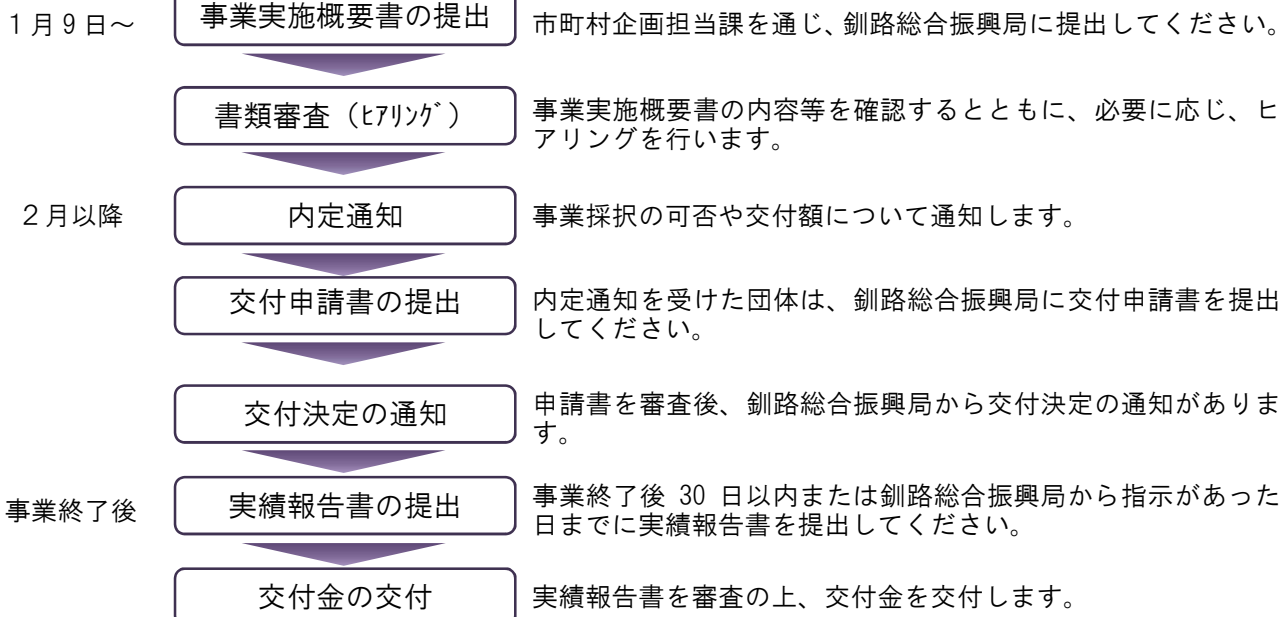 1月9日～
事業実施概要書の提出
市町村企画担当課を通じ、釧路総合振興局に提出してください。
書類審査（ﾋｱﾘﾝｸﾞ）
事業実施概要書の内容等を確認するとともに、必要に応じ、ヒ
アリングを行います。
２月以降
内定通知
事業採択の可否や交付額について通知します。
交付申請書の提出
内定通知を受けた団体は、釧路総合振興局に交付申請書を提出
してください。
交付決定の通知
申請書を審査後、釧路総合振興局から交付決定の通知がありま
す。
事業終了後
実績報告書の提出
事業終了後 30 日以内または釧路総合振興局から指示があった
日までに実績報告書を提出してください。
交付金の交付
実績報告書を審査の上、交付金を交付します。